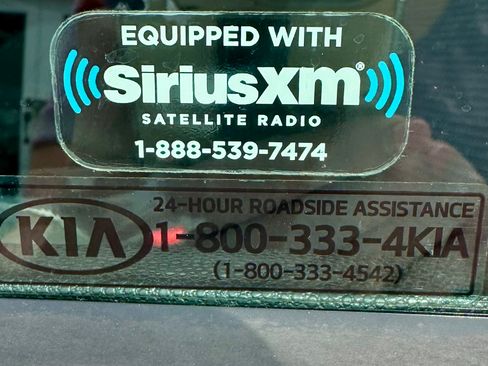 EQUIPPED WITH
SiriusXM®
SATELLITE RADIO
1-888-539-7474
KIA
24-HOUR ROADSIDE ASSISTANCE
1-800-333-4KIA
(1-800-333-4542)